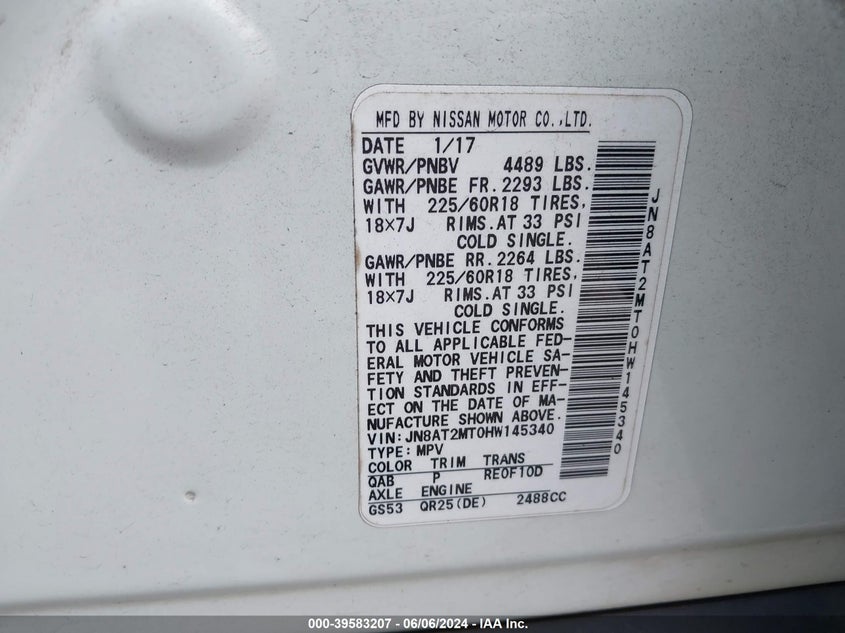 MFD BY NISSAN MOTOR CO.,LTD.
DATE 1/17
GVWR/PNBV 4489 LBS.
GAWR/PNBE FR. 2293 LBS.
WITH 225/60R18 TIRES,
18×7J RIMS. AT 33 PSI
COLD SINGLE.
GAWR/PNBE RR. 2264 LBS.
WITH 225/60R18 TIRES,
18×7J RIMS. AT 33 PSI
COLD SINGLE.
THIS VEHICLE CONFORMS
TO ALL APPLICABLE FED-
ERAL MOTOR VEHICLE SA-
FETY AND THEFT PREVEN-
TION STANDARDS IN EFF-
ECT ON THE DATE OF MA-
NUFACTURE SHOWN ABOVE.
VIN:JN8AT2MT0HW145340
TYPE:MPV
COLOR TRIM TRANS
QAB P RE0F10D
AXLE ENGINE
GS53 QR25(DE) 2488CC
JN8AT2MT0HW145340
000-39583207 - 06/06/2024 - IAA Inc.